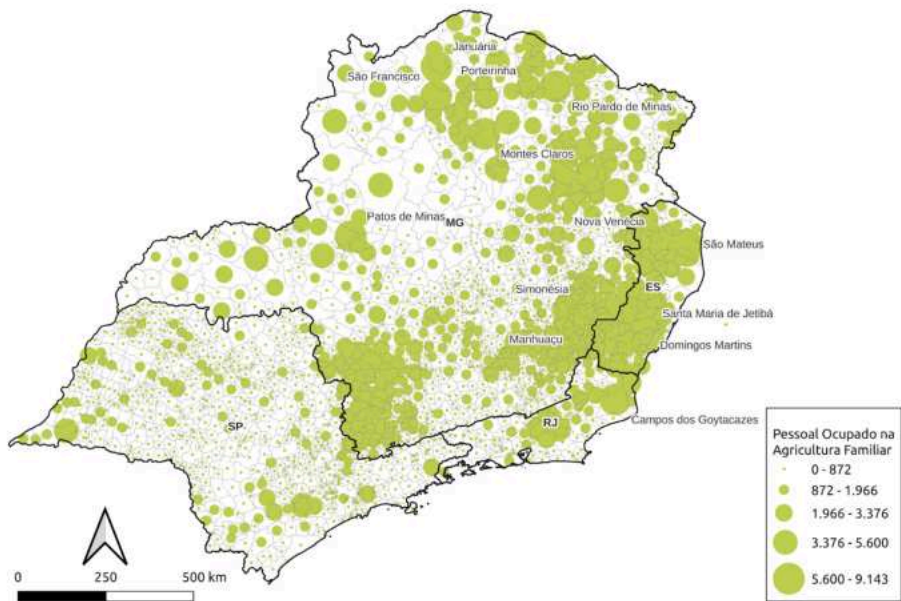 Januária
São Francisco
Porteirinha
Rio Pardo de Minas
Montes Claros
Patos de Minas
MG
Nova Venécia
São Mateus
Simonésia
ES
Santa Maria de Jetibá
Manhuaçu
Domingos Martins
Campos dos Goytacazes
RJ
SP
Pessoal Ocupado na
Agricultura Familiar
0 - 872
872 - 1.966
1.966 - 3.376
3.376 - 5.600
5.600 - 9.143
0 250 500 km